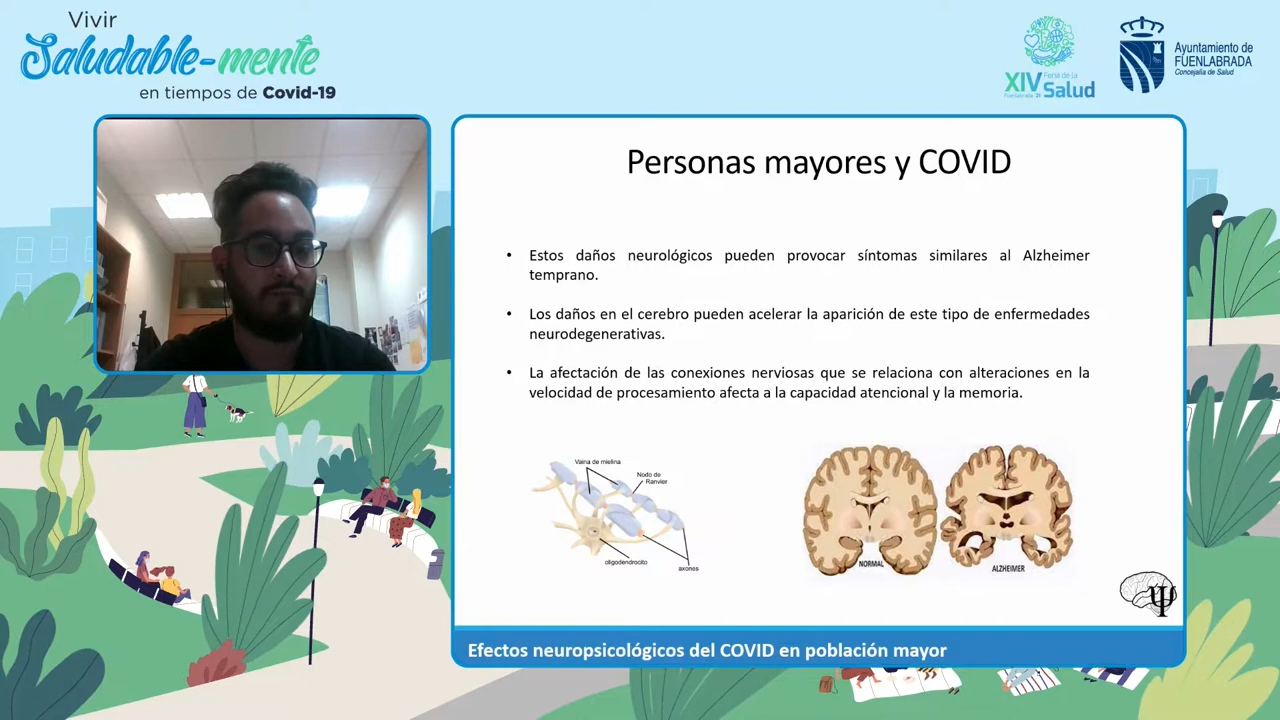 Vivir
Saludable-mente
en tiempos de Covid-19
XIV Feria de la
Fuenlabrada 21 Salud
Ayuntamiento de
FUENLABRADA
Concejalía de Salud
Personas mayores y COVID
• Estos daños neurológicos pueden provocar síntomas similares al Alzheimer
temprano.
• Los daños en el cerebro pueden acelerar la aparición de este tipo de enfermedades
neurodegenerativas.
• La afectación de las conexiones nerviosas que se relaciona con alteraciones en la
velocidad de procesamiento afecta a la capacidad atencional y la memoria.
Vaina de mielina
Nodo de
Ranvier
oligodendrocito
axones
NORMAL
ALZHEIMER
Ψ
Efectos neuropsicológicos del COVID en población mayor